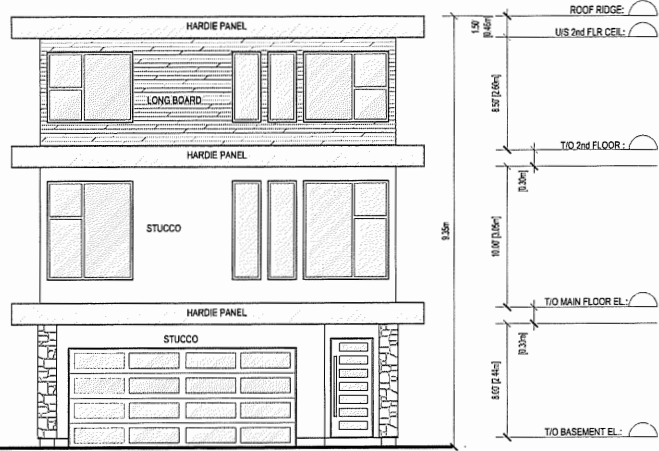 HARDIE PANEL
ROOF RIDGE:
1.50'
[0.46m]
U/S 2nd FLR CEIL:
LONG BOARD
8.50' [2.60m]
T/O 2nd FLOOR :
HARDIE PANEL
[0.30m]
STUCCO
9.35m
10.00' [3.05m]
T/O MAIN FLOOR EL.:
HARDIE PANEL
[0.33m]
STUCCO
8.00' [2.44m]
T/O BASEMENT EL.: